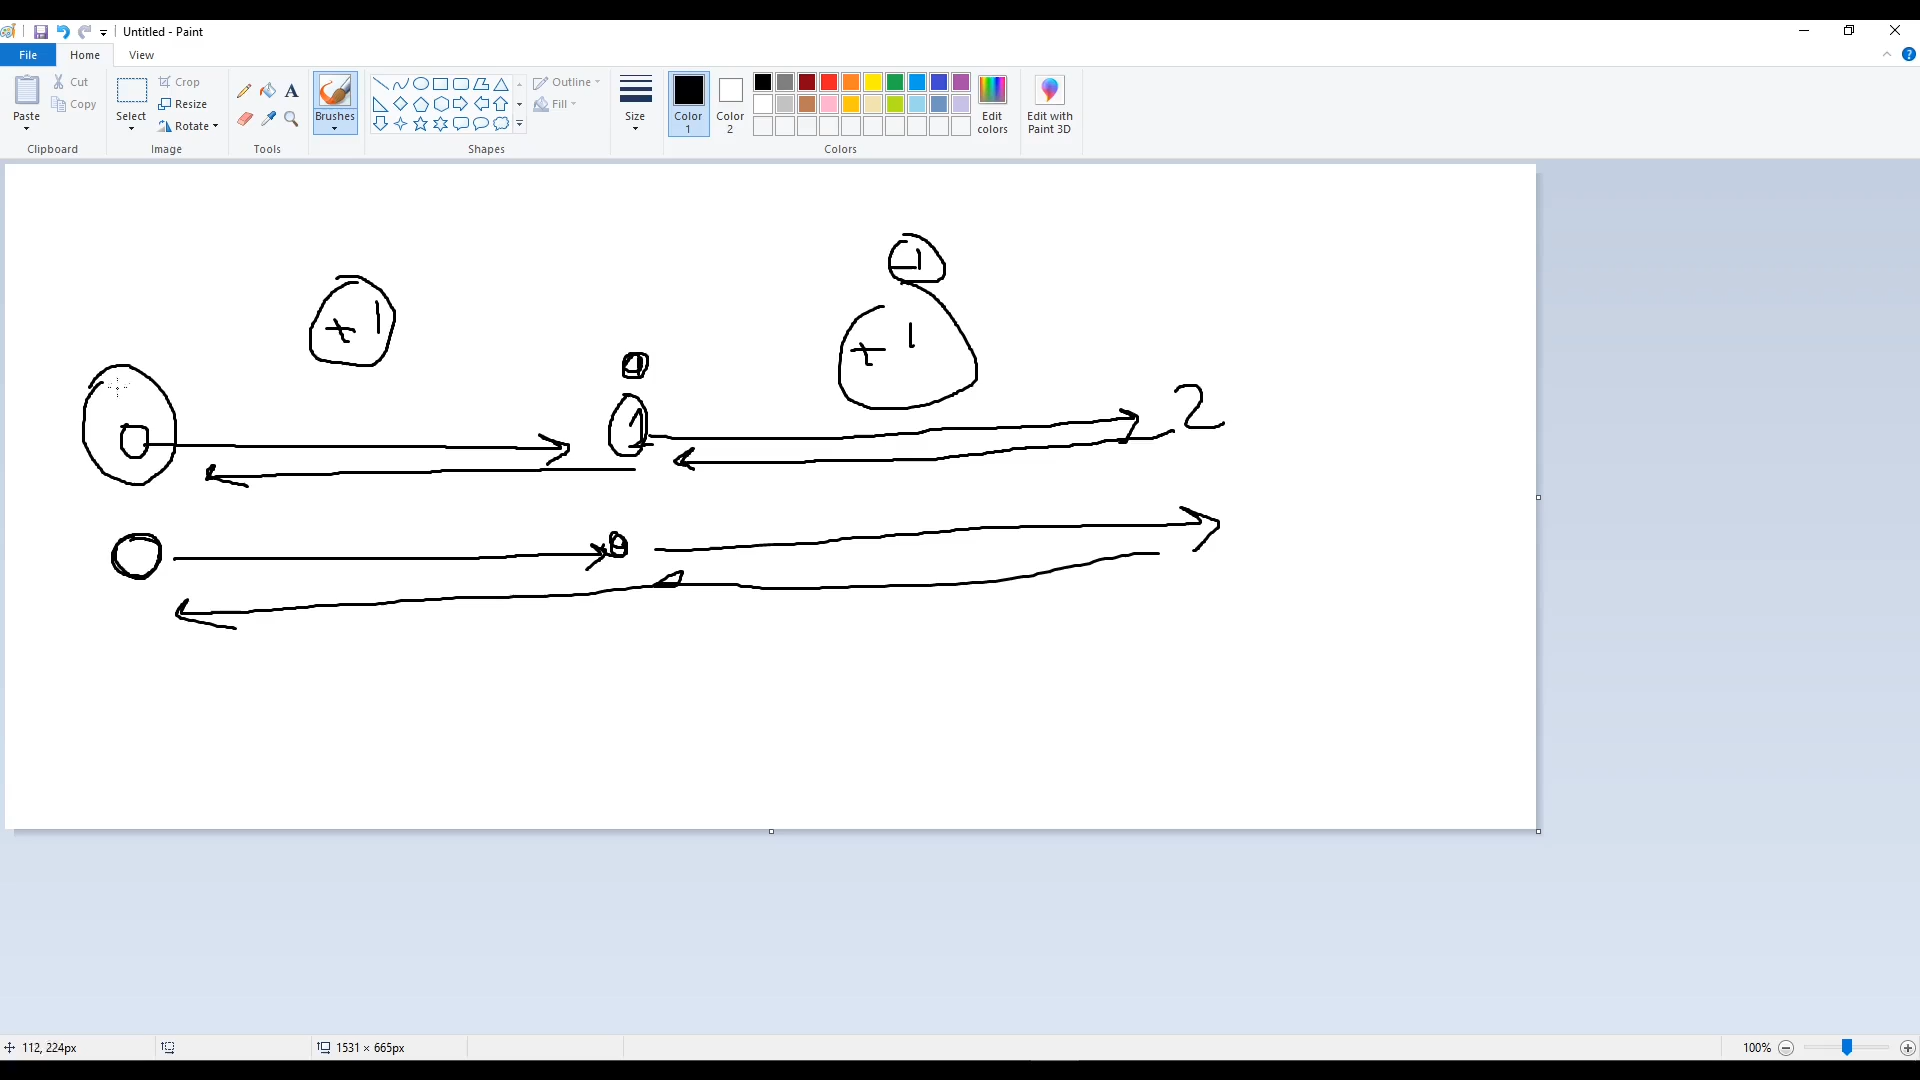 Untitled - Paint
File Home View
Cut
Copy
Paste
Clipboard
Crop
Resize
Rotate
Select
Image
A
Tools
Brushes
Shapes
Outline
Fill
Size
Color 1
Color 2
Edit colors
Edit with Paint 3D
Colors
-1
+1
+1
0 1 2
112, 224px
1531 × 665px
100%